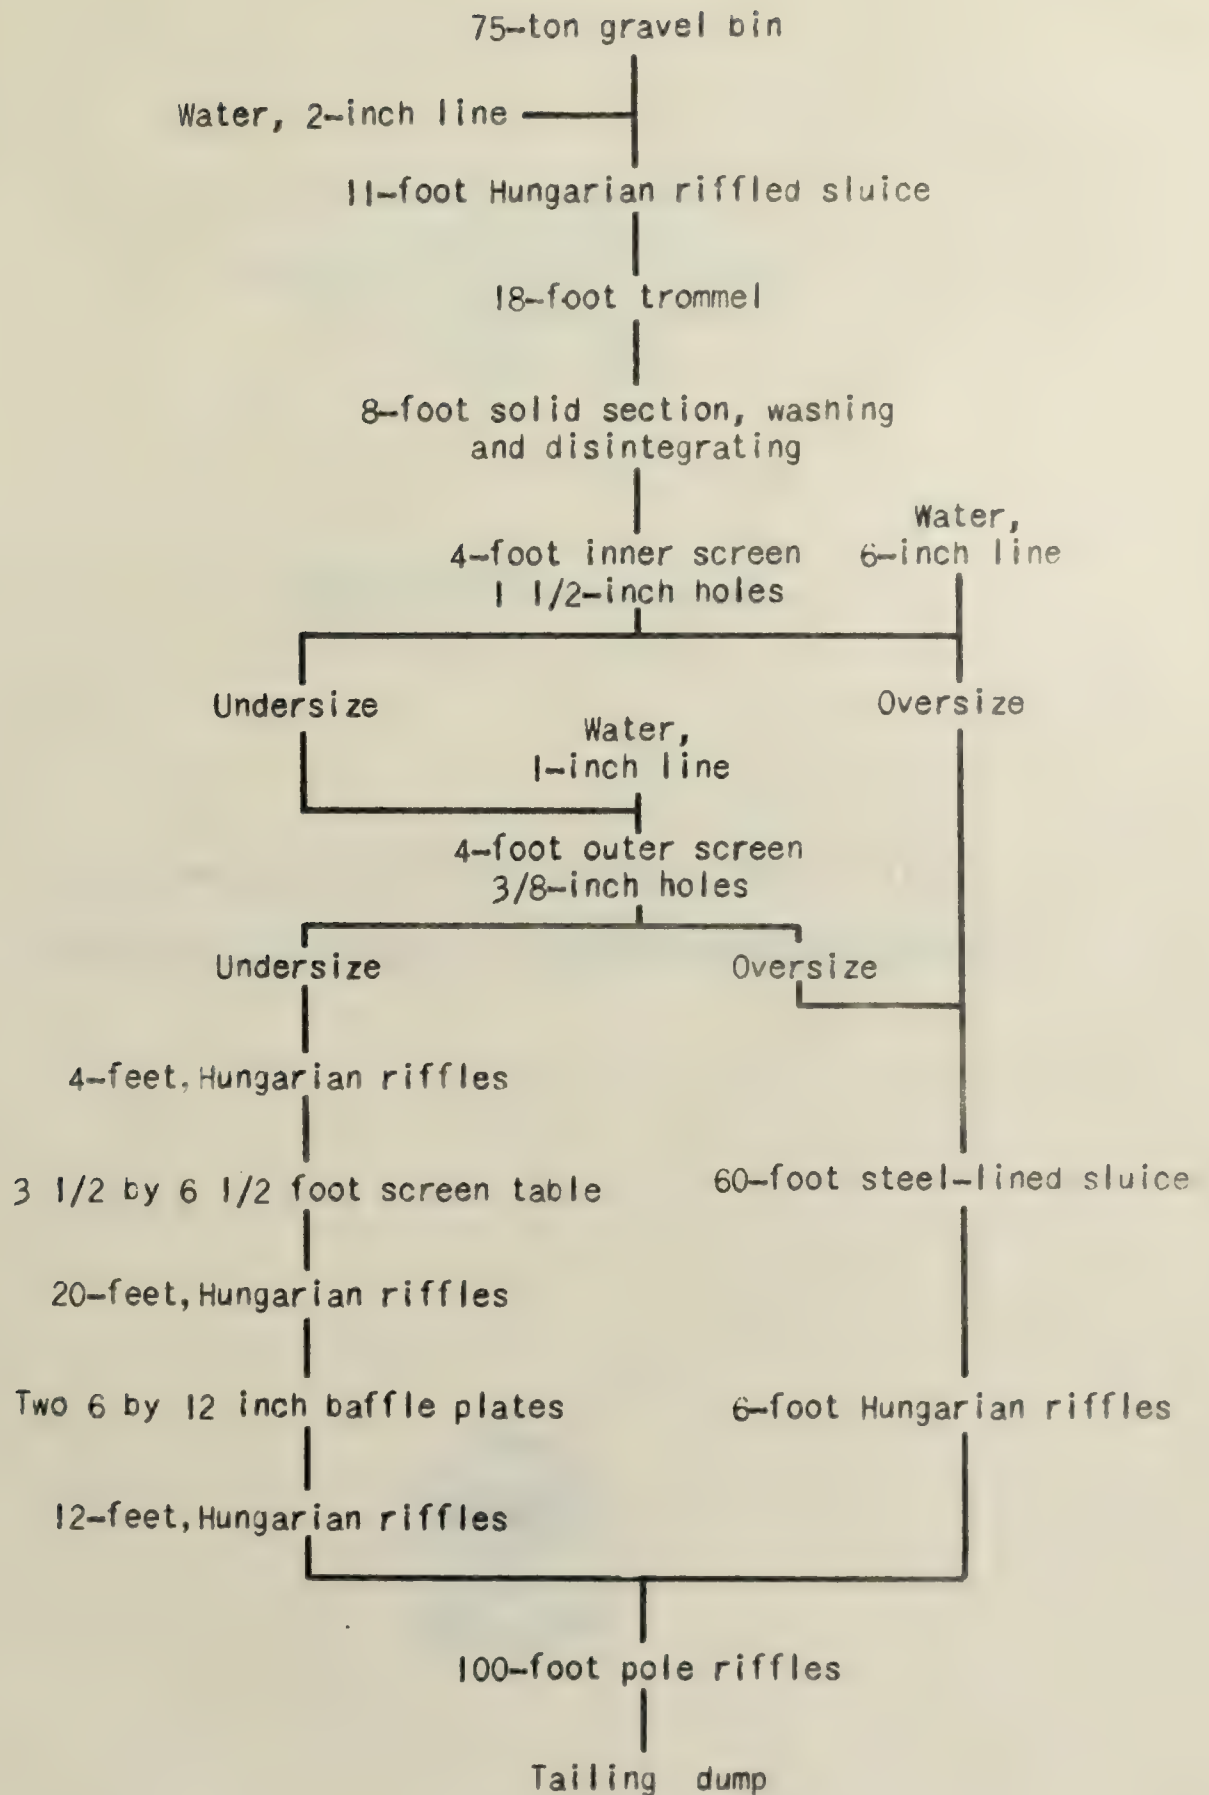 75-ton gravel bin
Water, 2-inch line
11-foot Hungarian riffled sluice
18-foot trommel
8-foot solid section, washing
and disintegrating
Water,
6-inch line
4-foot inner screen
1 1/2-inch holes
Undersize
Oversize
Water,
1-inch line
4-foot outer screen
3/8-inch holes
Undersize
Oversize
4-feet, Hungarian riffles
3 1/2 by 6 1/2 foot screen table
60-foot steel-lined sluice
20-feet, Hungarian riffles
Two 6 by 12 inch baffle plates
6-foot Hungarian riffles
12-feet, Hungarian riffles
100-foot pole riffles
Tailing dump